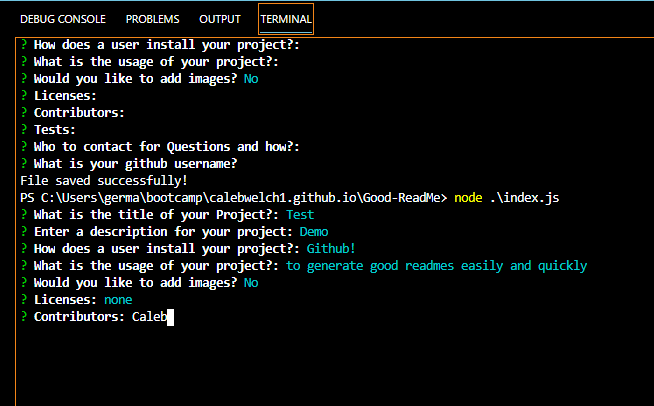 DEBUG CONSOLE PROBLEMS OUTPUT TERMINAL
? How does a user install your project?:
? What is the usage of your project?:
? Would you like to add images? No
? Licenses:
? Contributors:
? Tests:
? Who to contact for Questions and how?:
? What is your github username?
File saved successfully!
PS C:\Users\germa\bootcamp\calebwelch1.github.io\Good-ReadMe> node .\index.js
? What is the title of your Project?: Test
? Enter a description for your project: Demo
? How does a user install your project?: Github!
? What is the usage of your project?: to generate good readmes easily and quickly
? Would you like to add images? No
? Licenses: none
? Contributors: Caleb